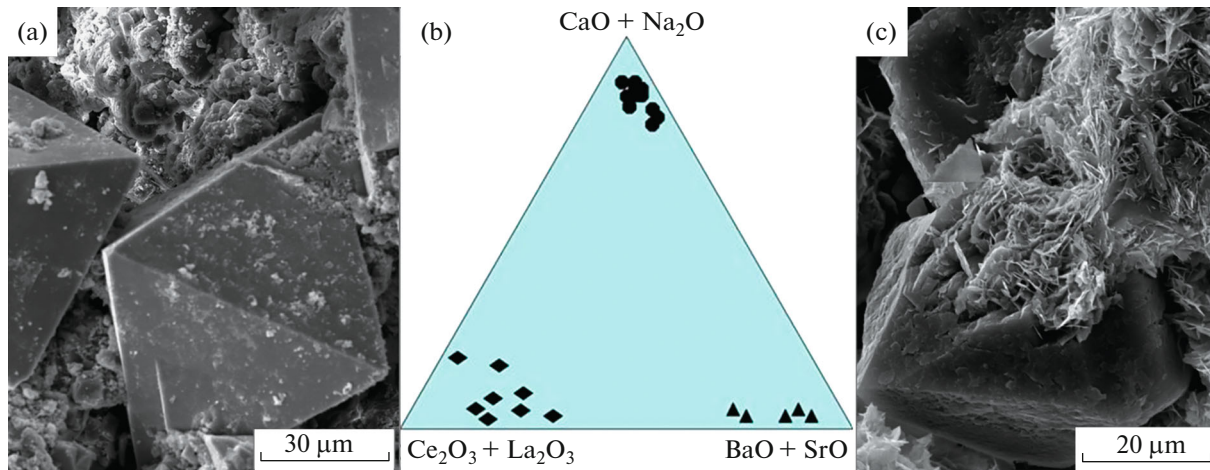 (a)
(b)
CaO + Na₂O
(c)
30 μm
Ce₂O₃ + La₂O₃
BaO + SrO
20 μm